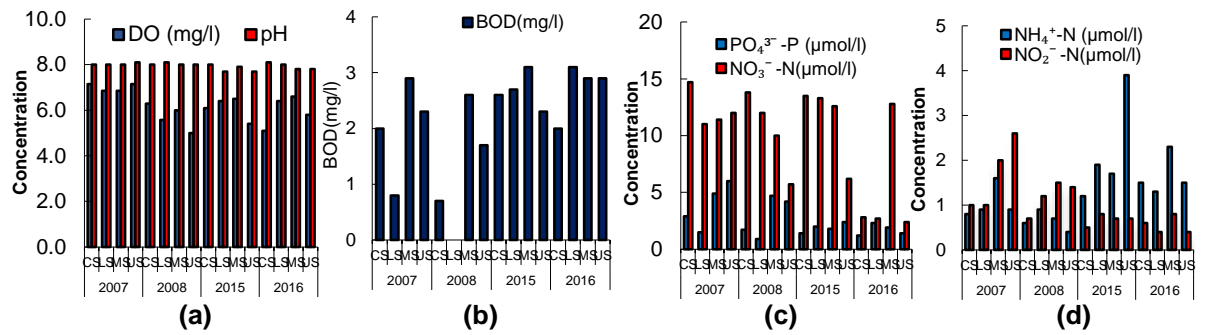 10.0
8.0
6.0
4.0
2.0
0.0
Concentration
DO (mg/l) pH
CS LS MS US CS LS MS US CS LS MS US CS LS MS US
2007 2008 2015 2016
(a)
4
3
2
1
0
BOD(mg/l)
BOD(mg/l)
CS LS MS US CS LS MS US CS LS MS US CS LS MS US
2007 2008 2015 2016
(b)
20
15
10
5
0
Concentration
PO₄³⁻-P (µmol/l)
NO₃⁻-N(µmol/l)
CS LS MS US CS LS MS US CS LS MS US CS LS MS US
2007 2008 2015 2016
(c)
5
4
3
2
1
0
Concentration
NH₄⁺-N (µmol/l)
NO₂⁻-N(µmol/l)
CS LS MS US CS LS MS US CS LS MS US CS LS MS US
2007 2008 2015 2016
(d)